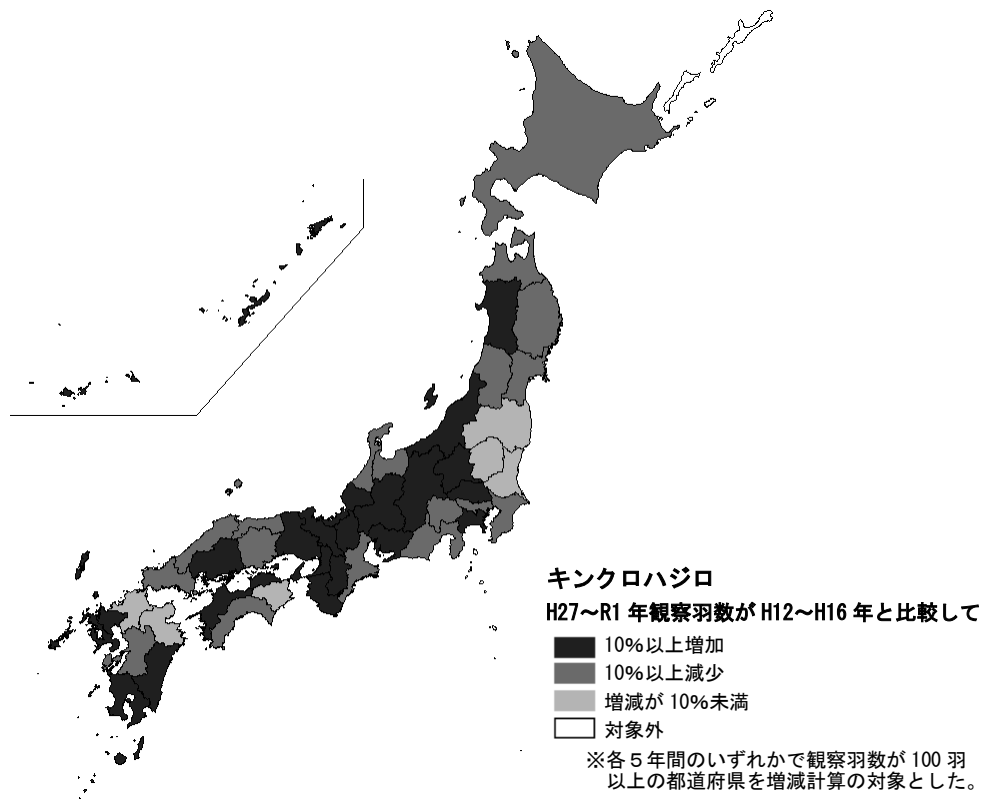 キンクロハジロ
H27～R1 年観察羽数が H12～H16 年と比較して
10%以上増加
10%以上減少
増減が 10%未満
対象外
※各５年間のいずれかで観察羽数が 100 羽
以上の都道府県を増減計算の対象とした。